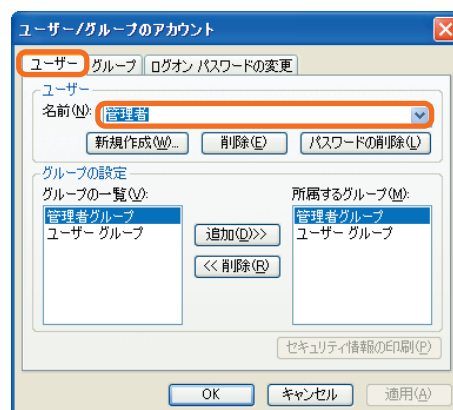 ユーザー/グループのアカウント
ユーザー グループ ログオン パスワードの変更
ユーザー
名前(N): 管理者
新規作成(W)... 削除(E) パスワードの削除(L)
グループの設定
グループの一覧(V): 所属するグループ(M):
管理者グループ 管理者グループ
ユーザー グループ 追加(D)>> ユーザー グループ
<< 削除(R)
セキュリティ情報の印刷(P)
OK キャンセル 適用(A)